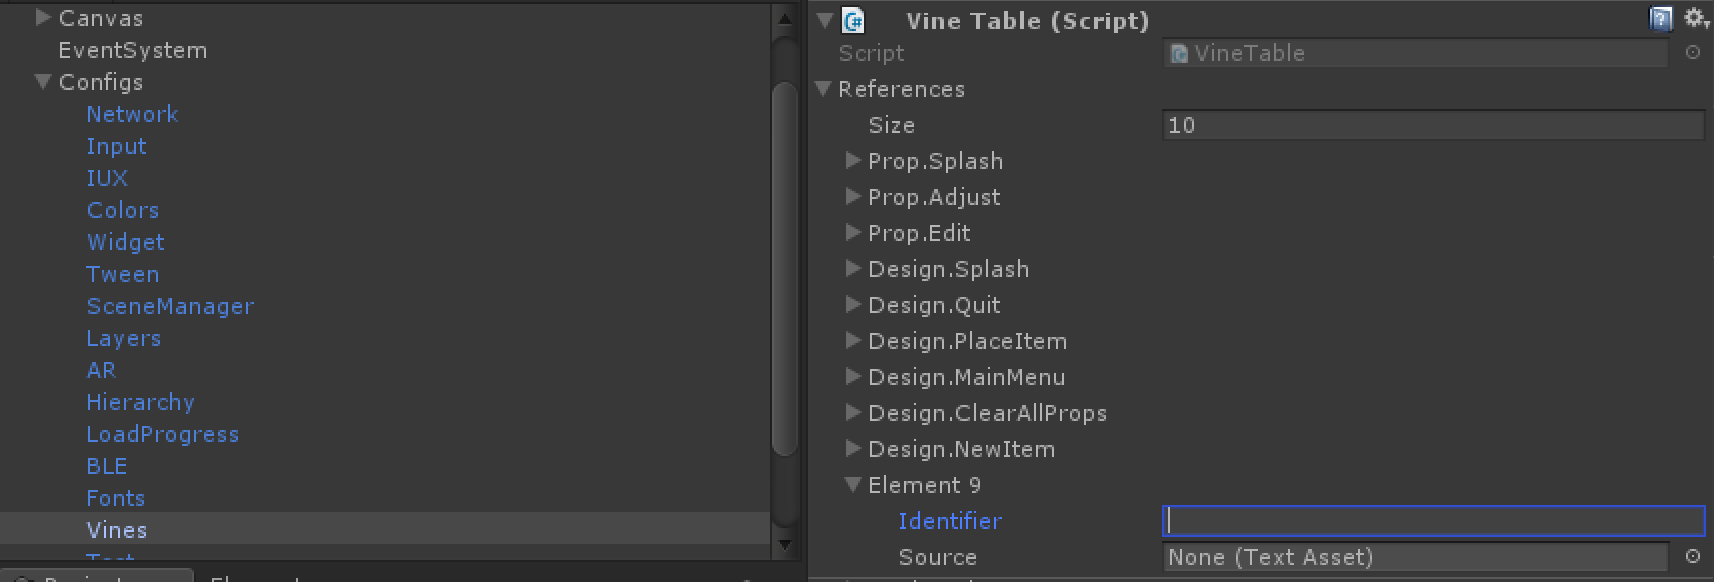 Canvas
EventSystem
Configs
Network
Input
IUX
Colors
Widget
Tween
SceneManager
Layers
AR
Hierarchy
LoadProgress
BLE
Fonts
Vines
Vine Table (Script)
Script VineTable
References
Size 10
Prop.Splash
Prop.Adjust
Prop.Edit
Design.Splash
Design.Quit
Design.PlaceItem
Design.MainMenu
Design.ClearAllProps
Design.NewItem
Element 9
Identifier
Source None (Text Asset)